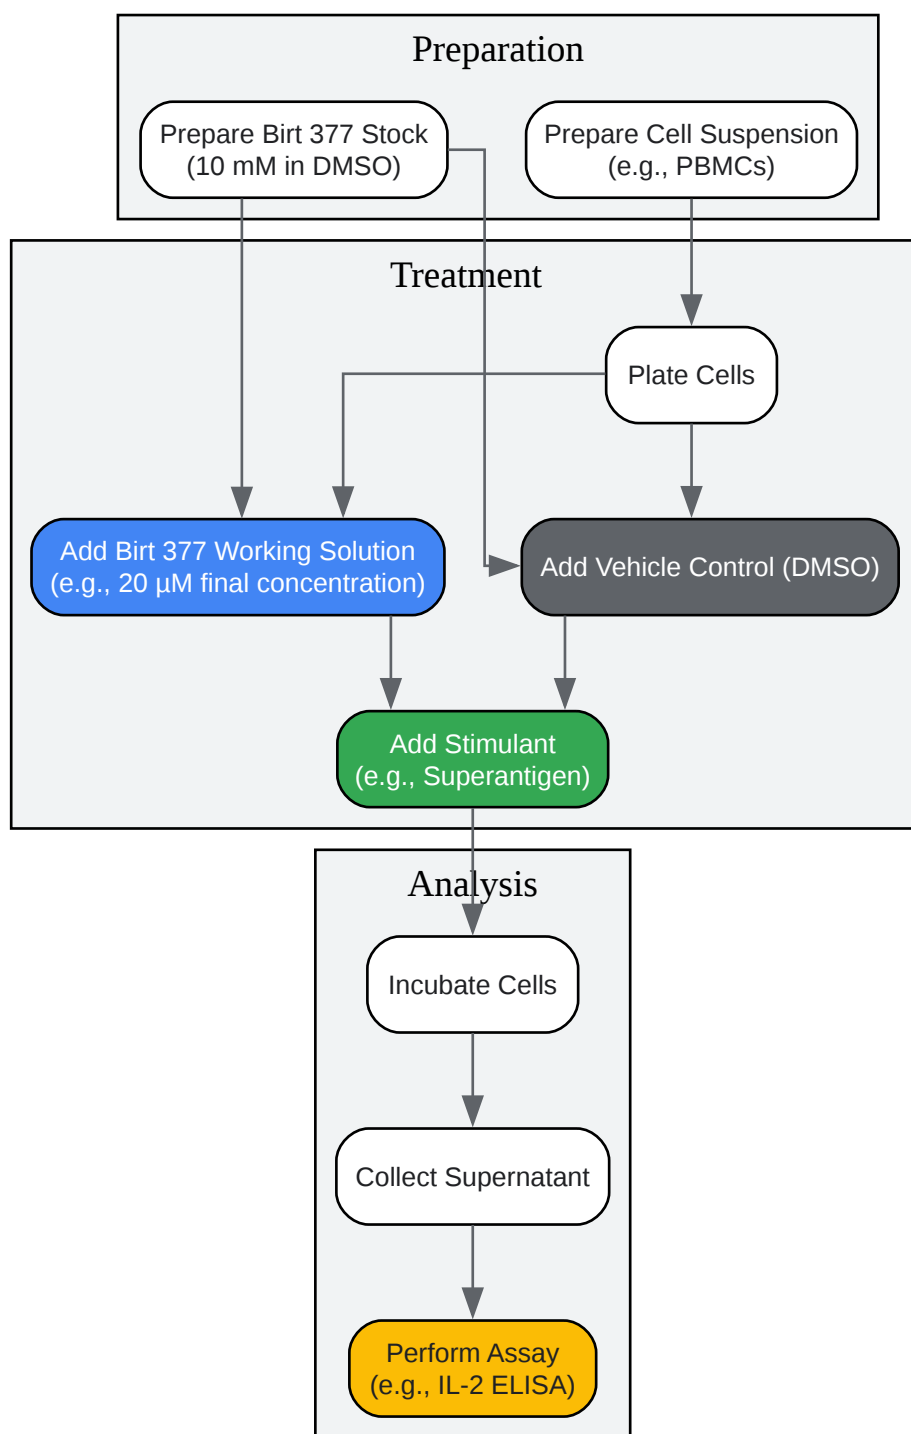 Preparation
Prepare Birt 377 Stock
(10 mM in DMSO)
Prepare Cell Suspension
(e.g., PBMCs)
Treatment
Plate Cells
Add Birt 377 Working Solution
(e.g., 20 µM final concentration)
Add Vehicle Control (DMSO)
Add Stimulant
(e.g., Superantigen)
Analysis
Incubate Cells
Collect Supernatant
Perform Assay
(e.g., IL-2 ELISA)